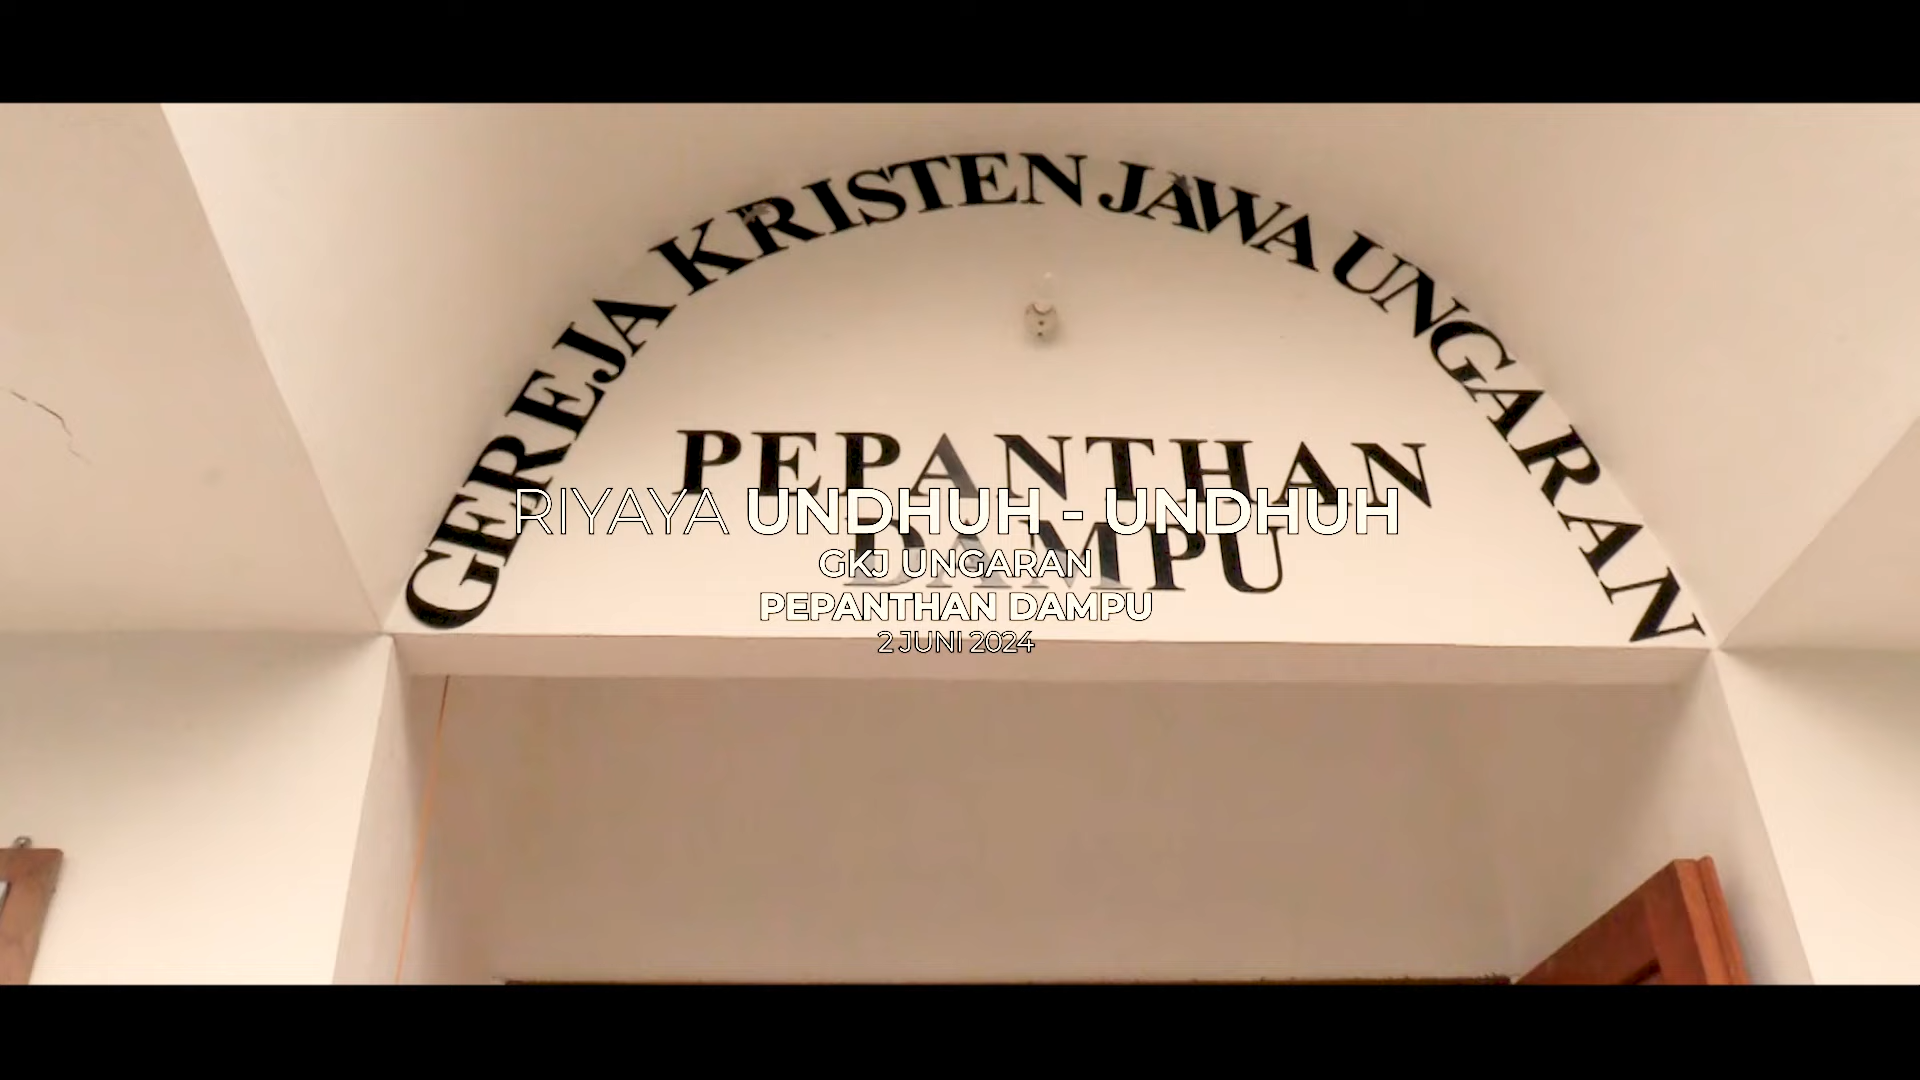 GEREJA KRISTEN JAWA UNGARAN
PEPANTHAN
DAMPU
RIYAYA UNDHUH - UNDHUH
GKJ UNGARAN
PEPANTHAN DAMPU
2 JUNI 2024